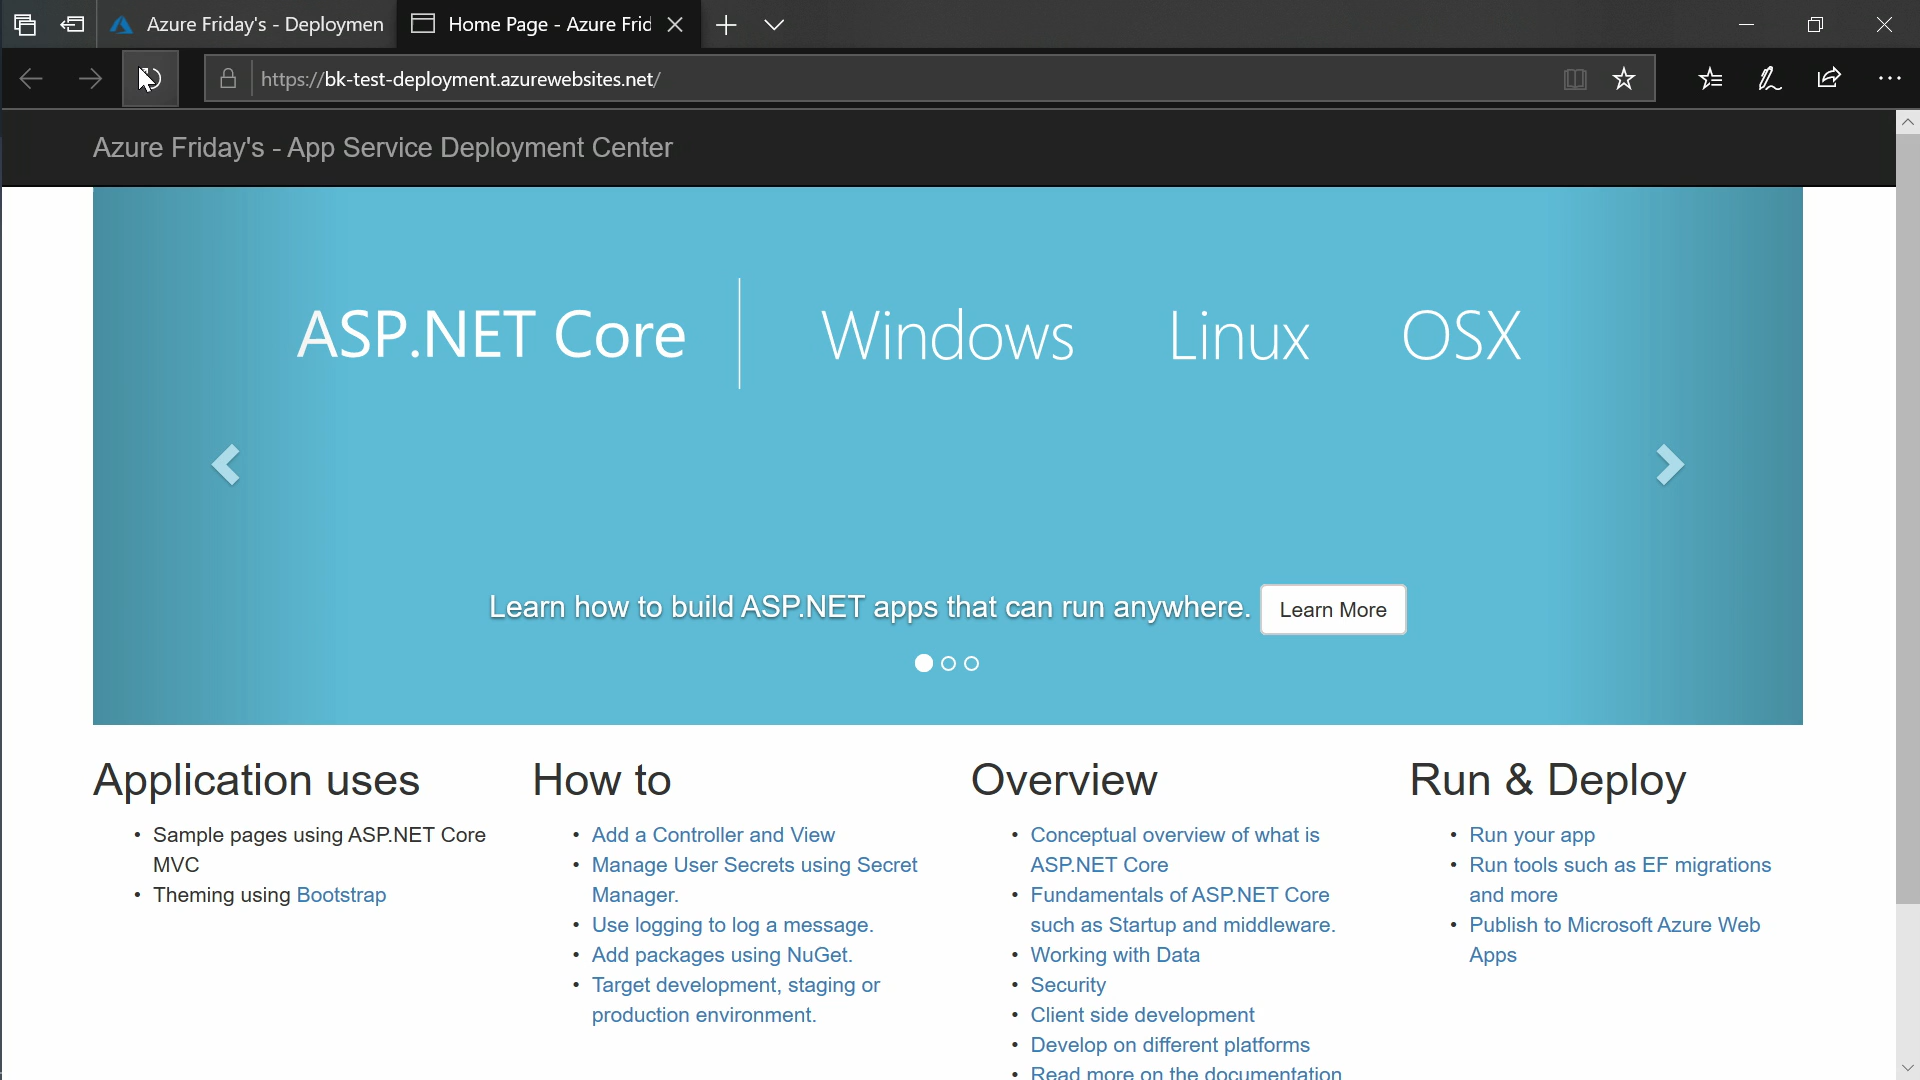 Azure Friday's - Deploymen
Home Page - Azure Frid
https://bk-test-deployment.azurewebsites.net/
Azure Friday's - App Service Deployment Center
ASP.NET Core
Windows
Linux
OSX
Learn how to build ASP.NET apps that can run anywhere.
Learn More
Application uses
Sample pages using ASP.NET Core
MVC
Theming using Bootstrap
How to
Add a Controller and View
Manage User Secrets using Secret
Manager.
Use logging to log a message.
Add packages using NuGet.
Target development, staging or
production environment.
Overview
Conceptual overview of what is
ASP.NET Core
Fundamentals of ASP.NET Core
such as Startup and middleware.
Working with Data
Security
Client side development
Develop on different platforms
Read more on the documentation
Run & Deploy
Run your app
Run tools such as EF migrations
and more
Publish to Microsoft Azure Web
Apps